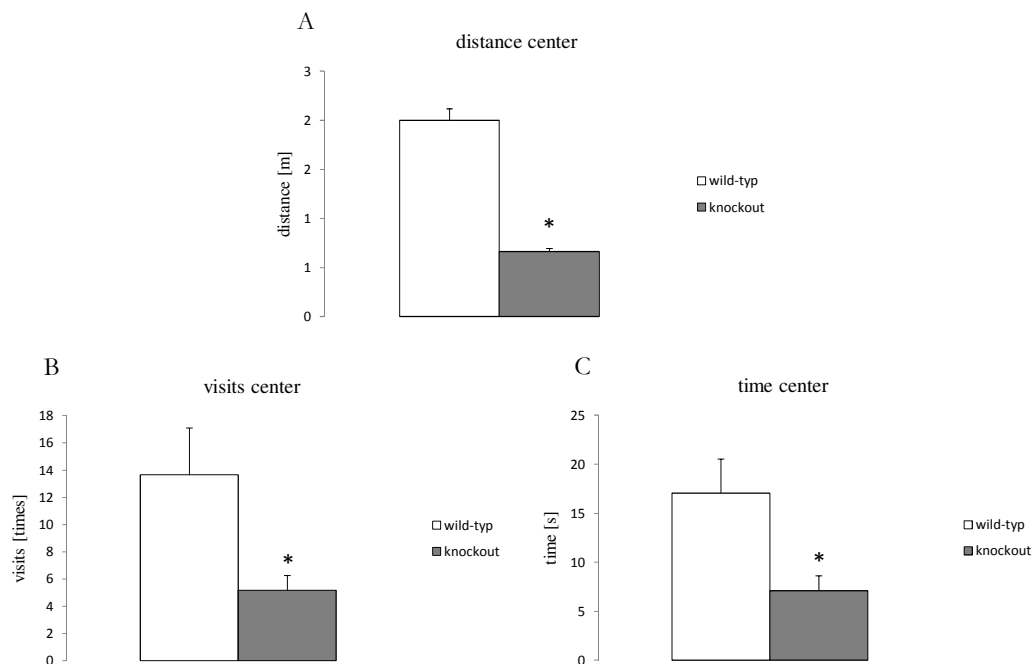 A
distance center
3
2
2
1
1
0
distance [m]
*
wild-typ
knockout
B
visits center
18
16
14
12
10
8
6
4
2
0
visits [times]
*
wild-typ
knockout
C
time center
25
20
15
10
5
0
time [s]
*
wild-typ
knockout